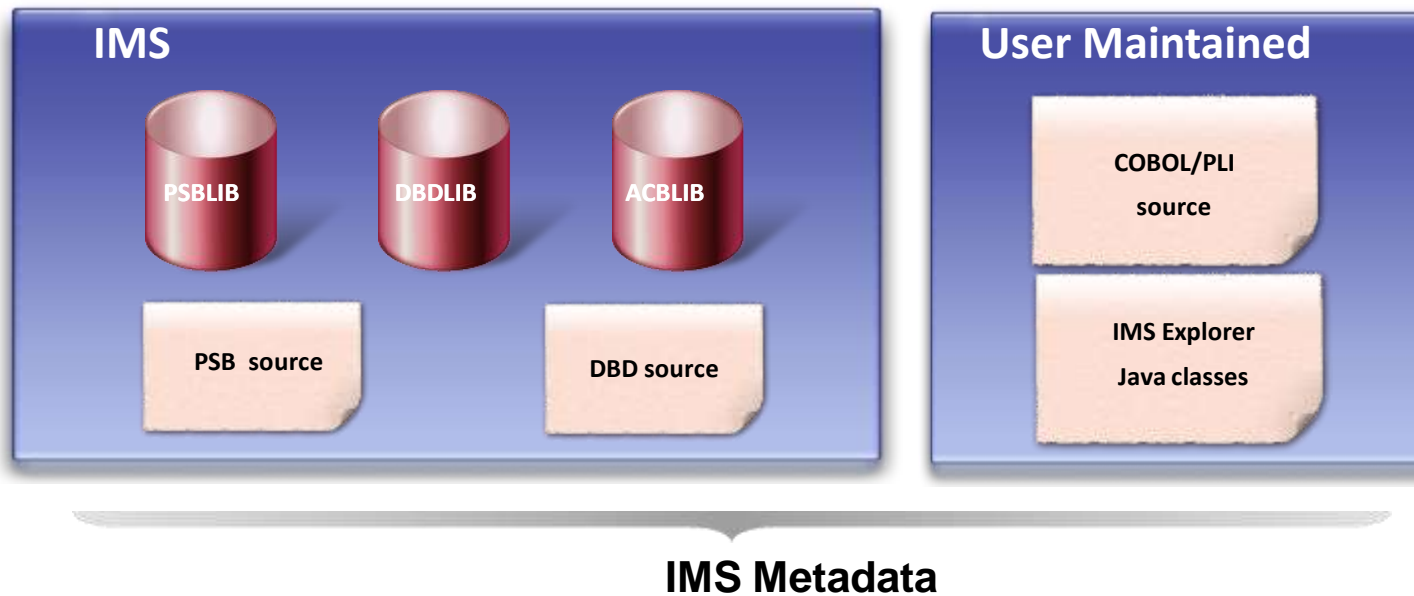 IMS
User Maintained
PSBLIB
DBDLIB
ACBLIB
COBOL/PLI
source
PSB source
DBD source
IMS Explorer
Java classes
IMS Metadata